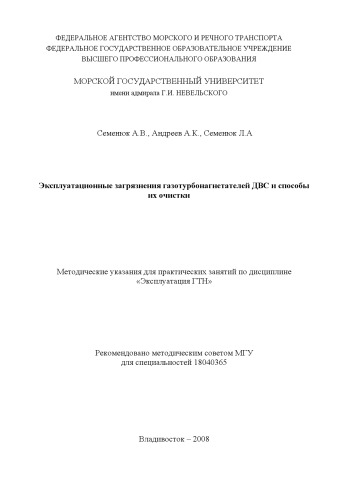 ФЕДЕРАЛЬНОЕ АГЕНТСТВО МОРСКОГО И РЕЧНОГО ТРАНСПОРТА
ФЕДЕРАЛЬНОЕ ГОСУДАРСТВЕННОЕ ОБРАЗОВАТЕЛЬНОЕ УЧРЕЖДЕНИЕ
ВЫСШЕГО ПРОФЕСИОНАЛЬНОГО ОБРАЗОВАНИЯ
МОРСКОЙ ГОСУДАРСТВЕННЫЙ УНИВЕРСИТЕТ
имени адмирала Г.И. НЕВЕЛЬСКОГО
Семенюк А.В., Андреев А.К., Семенюк Л.А
Эксплуатационные загрязнения газотурбонагнетателей ДВС и способы
их очистки
Методические указания для практических занятий по дисциплине
«Эксплуатация ГТН»
Рекомендовано методическим советом МГУ
для специальностей 18040365
Владивосток – 2008